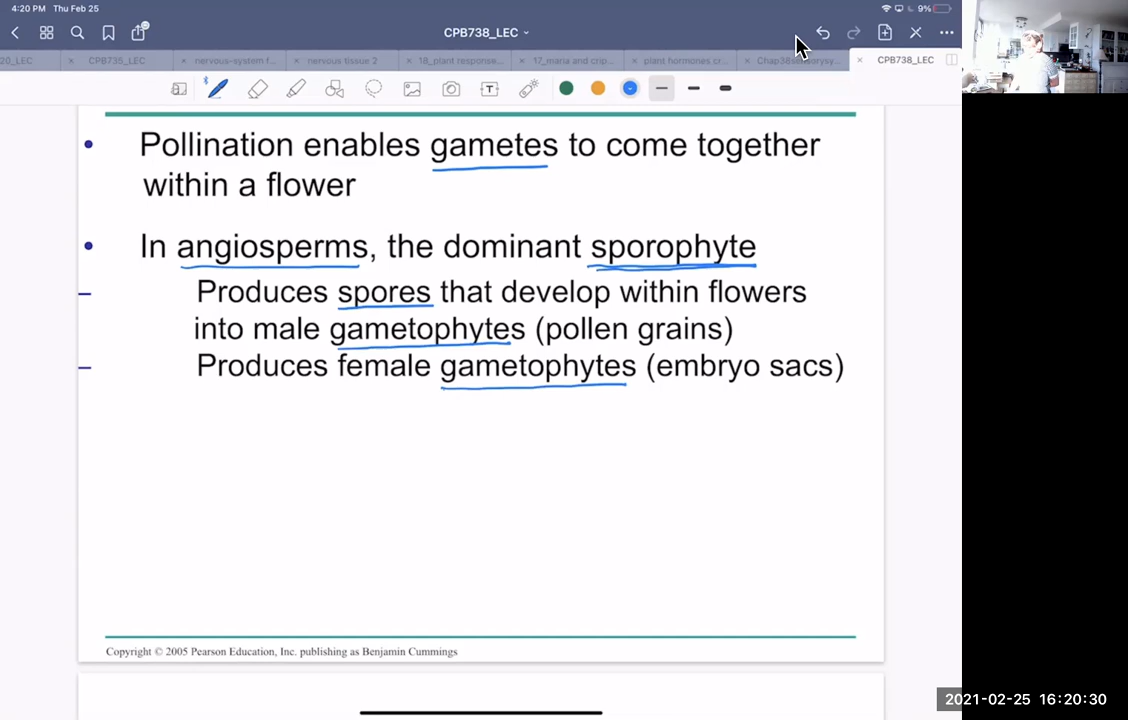 4:20 PM Thu Feb 25
9%
CPB738_LEC
20_LEC
CPB735_LEC
nervous-system f...
nervous tissue 2
18_plant response...
17_maria and crip...
plant hormones cr...
CPB738_LEC
Pollination enables gametes to come together
within a flower
In angiosperms, the dominant sporophyte
Produces spores that develop within flowers
into male gametophytes (pollen grains)
Produces female gametophytes (embryo sacs)
Copyright © 2005 Pearson Education, Inc. publishing as Benjamin Cummings
2021-02-25 16:20:30